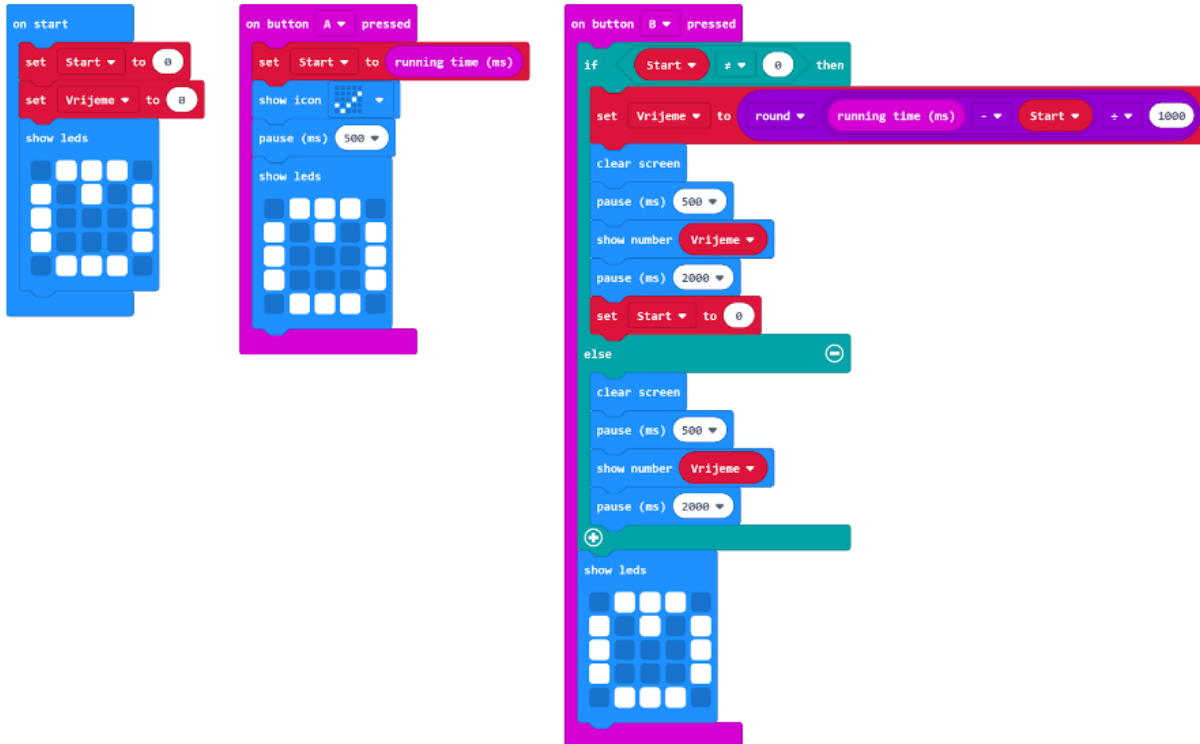 on start
set Start to 0
set Vrijeme to 0
show leds
on button A pressed
set Start to running time (ms)
show icon
pause (ms) 500
show leds
on button B pressed
if Start ≠ 0 then
set Vrijeme to round running time (ms) - Start ÷ 1000
clear screen
pause (ms) 500
show number Vrijeme
pause (ms) 2000
set Start to 0
else
clear screen
pause (ms) 500
show number Vrijeme
pause (ms) 2000
show leds